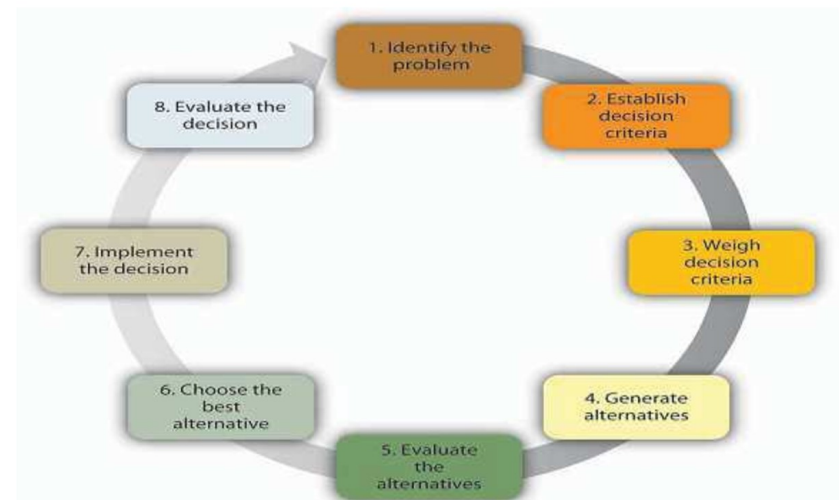 1. Identify the
problem
2. Establish
decision
criteria
3. Weigh
decision
criteria
4. Generate
alternatives
5. Evaluate
the
alternatives
6. Choose the
best
alternative
7. Implement
the decision
8. Evaluate the
decision